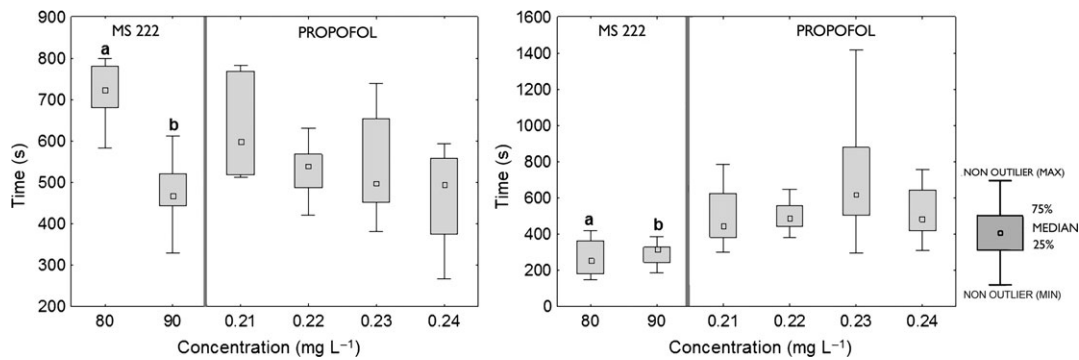 900
800
700
600
500
400
300
200
Time (s)
MS 222
PROPOFOL
a
b
80 90 0.21 0.22 0.23 0.24
Concentration (mg L⁻¹)
1600
1400
1200
1000
800
600
400
200
0
Time (s)
MS 222
PROPOFOL
a
b
80 90 0.21 0.22 0.23 0.24
Concentration (mg L⁻¹)
NON OUTLIER (MAX)
75%
MEDIAN
25%
NON OUTLIER (MIN)